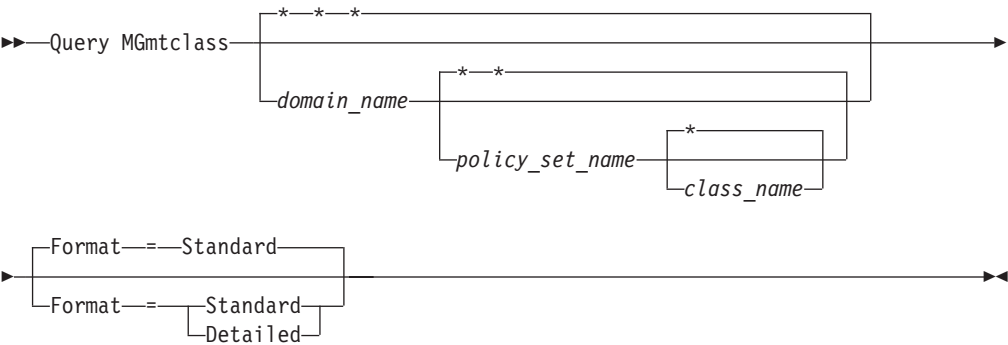 * * *
Query MGmtclass
* *
domain_name
*
policy_set_name
class_name
Format = Standard
Format = Standard
Detailed